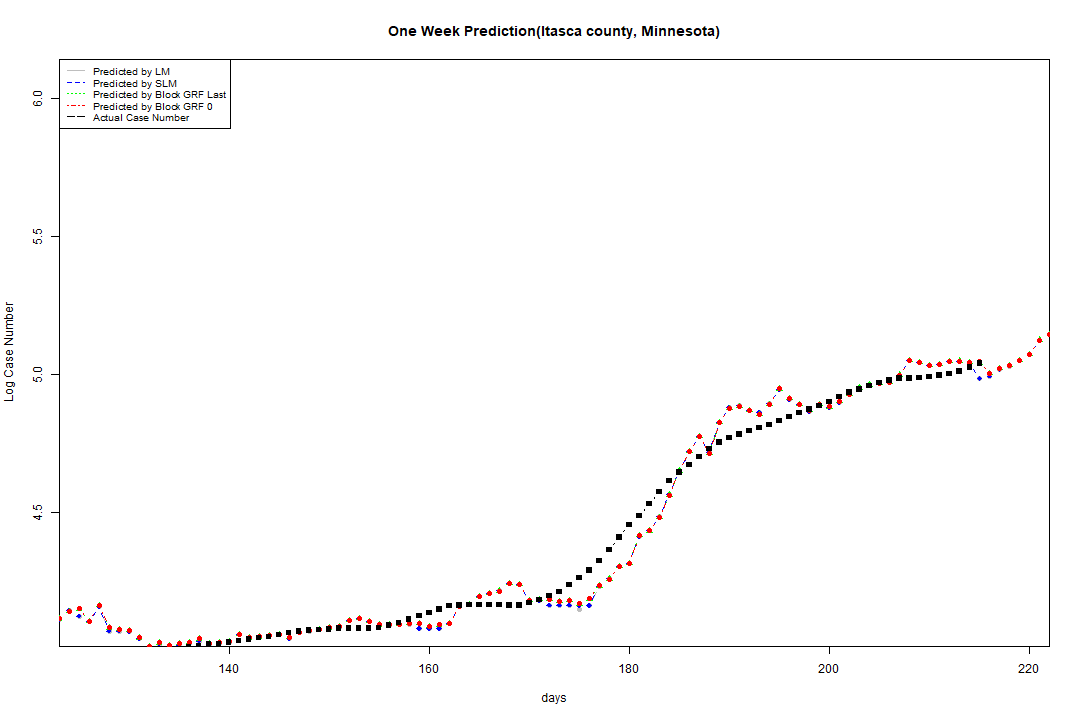 One Week Prediction(Itasca county, Minnesota)
Predicted by LM
Predicted by SLM
Predicted by Block GRF Last
Predicted by Block GRF 0
Actual Case Number
6.0
5.5
5.0
4.5
Log Case Number
140
160
180
200
220
days